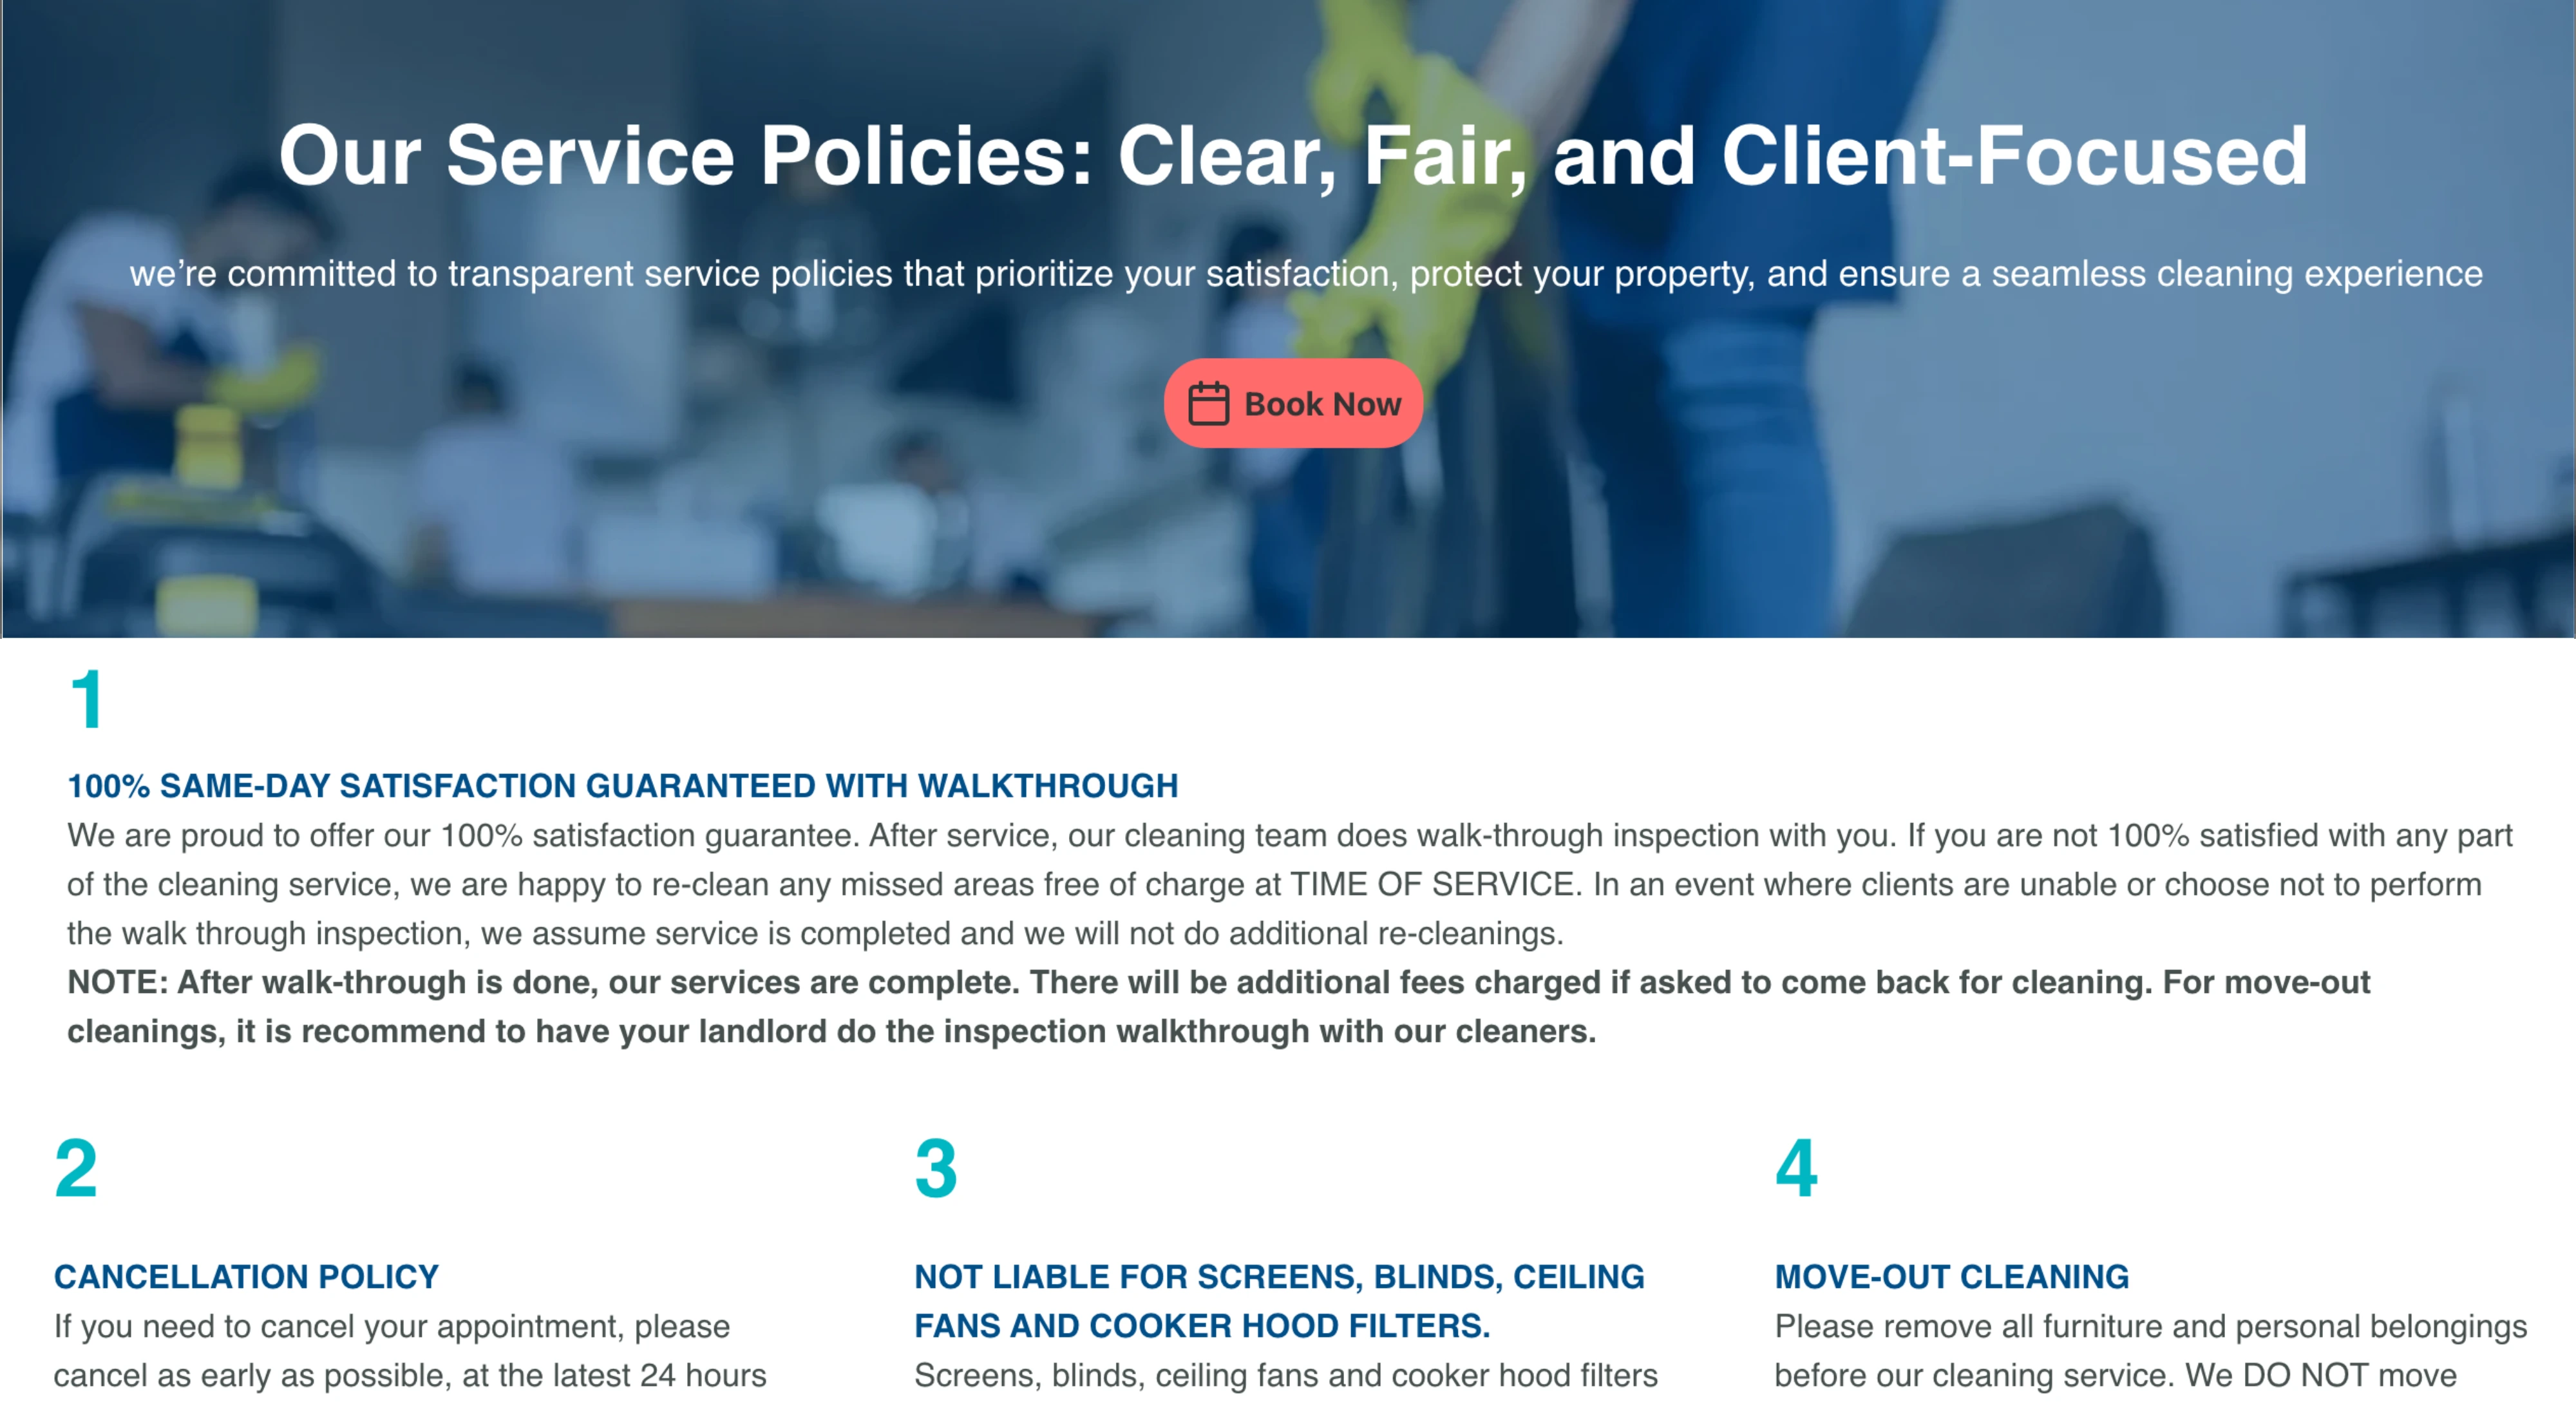 Our Service Policies: Clear, Fair, and Client-Focused
we’re committed to transparent service policies that prioritize your satisfaction, protect your property, and ensure a seamless cleaning experience
Book Now
1
100% SAME-DAY SATISFACTION GUARANTEED WITH WALKTHROUGH
We are proud to offer our 100% satisfaction guarantee. After service, our cleaning team does walk-through inspection with you. If you are not 100% satisfied with any part
of the cleaning service, we are happy to re-clean any missed areas free of charge at TIME OF SERVICE. In an event where clients are unable or choose not to perform
the walk through inspection, we assume service is completed and we will not do additional re-cleanings.
NOTE: After walk-through is done, our services are complete. There will be additional fees charged if asked to come back for cleaning. For move-out
cleanings, it is recommend to have your landlord do the inspection walkthrough with our cleaners.
2
CANCELLATION POLICY
If you need to cancel your appointment, please
cancel as early as possible, at the latest 24 hours
3
NOT LIABLE FOR SCREENS, BLINDS, CEILING
FANS AND COOKER HOOD FILTERS.
Screens, blinds, ceiling fans and cooker hood filters
4
MOVE-OUT CLEANING
Please remove all furniture and personal belongings
before our cleaning service. We DO NOT move